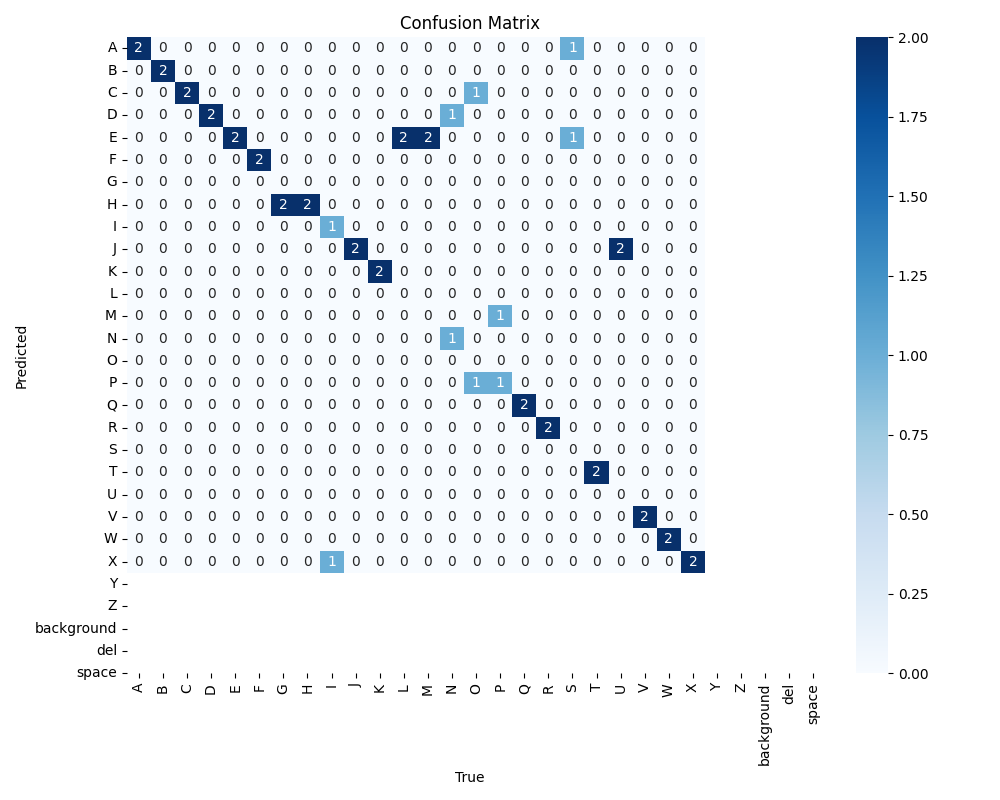 Confusion Matrix
A 2 0 0 0 0 0 0 0 0 0 0 0 0 0 0 0 0 0 1 0 0 0 0 0 2.00
B 0 2 0 0 0 0 0 0 0 0 0 0 0 0 0 0 0 0 0 0 0 0 0 0
C 0 0 2 0 0 0 0 0 0 0 0 0 0 0 1 0 0 0 0 0 0 0 0 0
D 0 0 0 2 0 0 0 0 0 0 0 0 0 1 0 0 0 0 0 0 0 0 0 0 1.75
E 0 0 0 0 2 0 0 0 0 0 0 2 2 0 0 0 0 0 1 0 0 0 0 0
F 0 0 0 0 0 2 0 0 0 0 0 0 0 0 0 0 0 0 0 0 0 0 0 0
G 0 0 0 0 0 0 0 0 0 0 0 0 0 0 0 0 0 0 0 0 0 0 0 0
H 0 0 0 0 0 0 2 2 0 0 0 0 0 0 0 0 0 0 0 0 0 0 0 0 1.50
I 0 0 0 0 0 0 0 0 1 0 0 0 0 0 0 0 0 0 0 0 0 0 0 0
J 0 0 0 0 0 0 0 0 0 2 0 0 0 0 0 0 0 0 0 0 2 0 0 0
K 0 0 0 0 0 0 0 0 0 0 2 0 0 0 0 0 0 0 0 0 0 0 0 0 1.25
L 0 0 0 0 0 0 0 0 0 0 0 0 0 0 0 0 0 0 0 0 0 0 0 0
M 0 0 0 0 0 0 0 0 0 0 0 0 0 0 0 1 0 0 0 0 0 0 0 0
N 0 0 0 0 0 0 0 0 0 0 0 0 0 1 0 0 0 0 0 0 0 0 0 0
O 0 0 0 0 0 0 0 0 0 0 0 0 0 0 0 0 0 0 0 0 0 0 0 0 1.00
Predicted
P 0 0 0 0 0 0 0 0 0 0 0 0 0 0 1 1 0 0 0 0 0 0 0 0
Q 0 0 0 0 0 0 0 0 0 0 0 0 0 0 0 0 2 0 0 0 0 0 0 0
R 0 0 0 0 0 0 0 0 0 0 0 0 0 0 0 0 0 2 0 0 0 0 0 0
S 0 0 0 0 0 0 0 0 0 0 0 0 0 0 0 0 0 0 0 0 0 0 0 0 0.75
T 0 0 0 0 0 0 0 0 0 0 0 0 0 0 0 0 0 0 0 2 0 0 0 0
U 0 0 0 0 0 0 0 0 0 0 0 0 0 0 0 0 0 0 0 0 0 0 0 0
V 0 0 0 0 0 0 0 0 0 0 0 0 0 0 0 0 0 0 0 0 0 2 0 0 0.50
W 0 0 0 0 0 0 0 0 0 0 0 0 0 0 0 0 0 0 0 0 0 0 2 0
X 0 0 0 0 0 0 0 0 1 0 0 0 0 0 0 0 0 0 0 0 0 0 0 2
Y
Z 0.25
background
del
space 0.00
A B C D E F G H I J K L M N O P Q R S T U V W X Y Z background del space
True